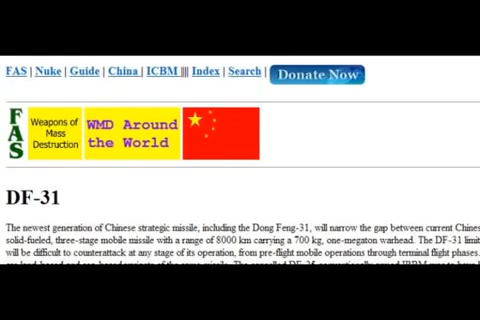 FAS | Nuke | Guide | China | ICBM |||| Index | Search | Donate Now
FAS
Weapons of
Mass
Destruction
WMD Around
the World
DF-31
The newest generation of Chinese strategic missile, including the Dong Feng-31, will narrow the gap between current Chines
solid-fueled, three-stage mobile missile with a range of 8000 km carrying a 700 kg, one-megaton warhead. The DF-31 limit
will be difficult to counterattack at any stage of its operation, from pre-flight mobile operations through terminal flight phases.